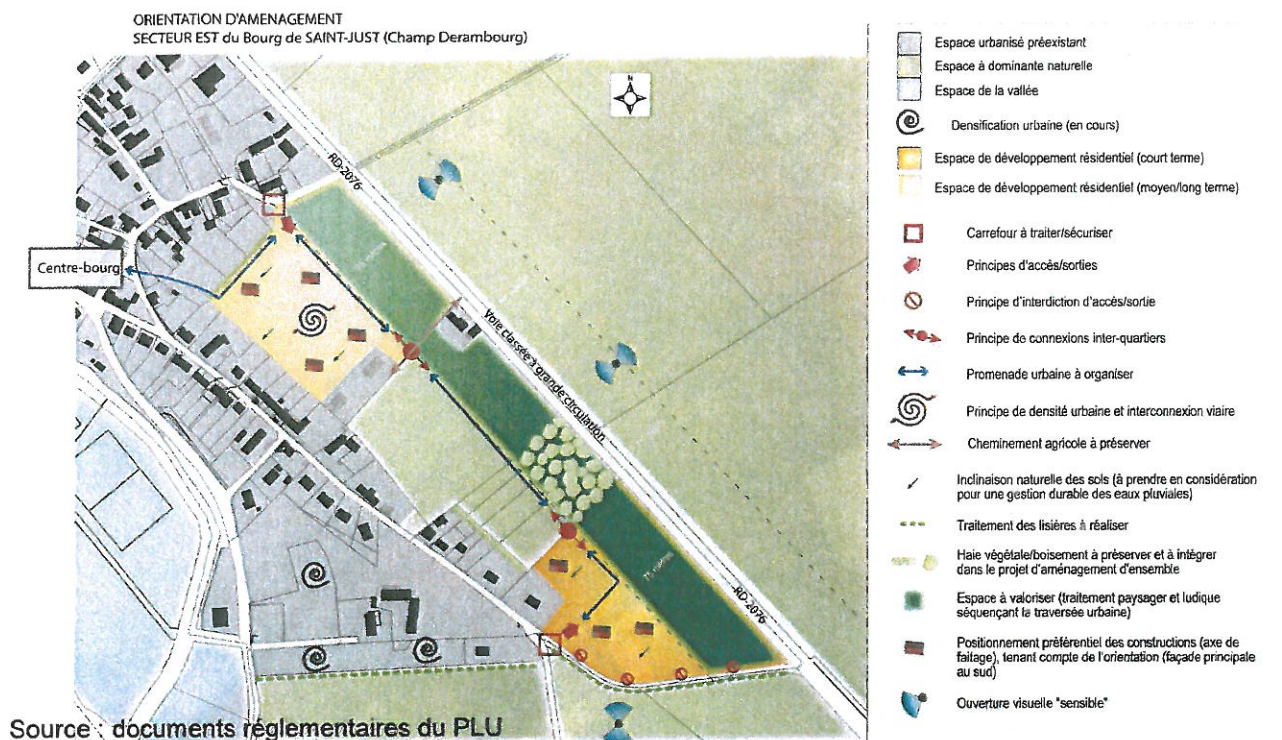 ORIENTATION D'AMENAGEMENT
SECTEUR EST du Bourg de SAINT-JUST (Champ Derambourg)
N
RD-2076
Centre-bourg
Voie classée à grande circulation
RD-2076
Source : documents réglementaires du PLU
Espace urbanisé préexistant
Espace à dominante naturelle
Espace de la vallée
Densification urbaine (en cours)
Espace de développement résidentiel (court terme)
Espace de développement résidentiel (moyen/long terme)
Carrefour à traiter/sécuriser
Principes d'accès/sorties
Principe d'interdiction d'accès/sortie
Principe de connexions inter-quartiers
Promenade urbaine à organiser
Principe de densité urbaine et interconnexion viaire
Cheminement agricole à préserver
Inclinaison naturelle des sols (à prendre en considération
pour une gestion durable des eaux pluviales)
Traitement des lisières à réaliser
Haie végétale/boisement à préserver et à intégrer
dans le projet d'aménagement d'ensemble
Espace à valoriser (traitement paysager et ludique
séquençant la traversée urbaine)
Positionnement préférentiel des constructions (axe de
faitage), tenant compte de l'orientation (façade principale
au sud)
Ouverture visuelle "sensible"